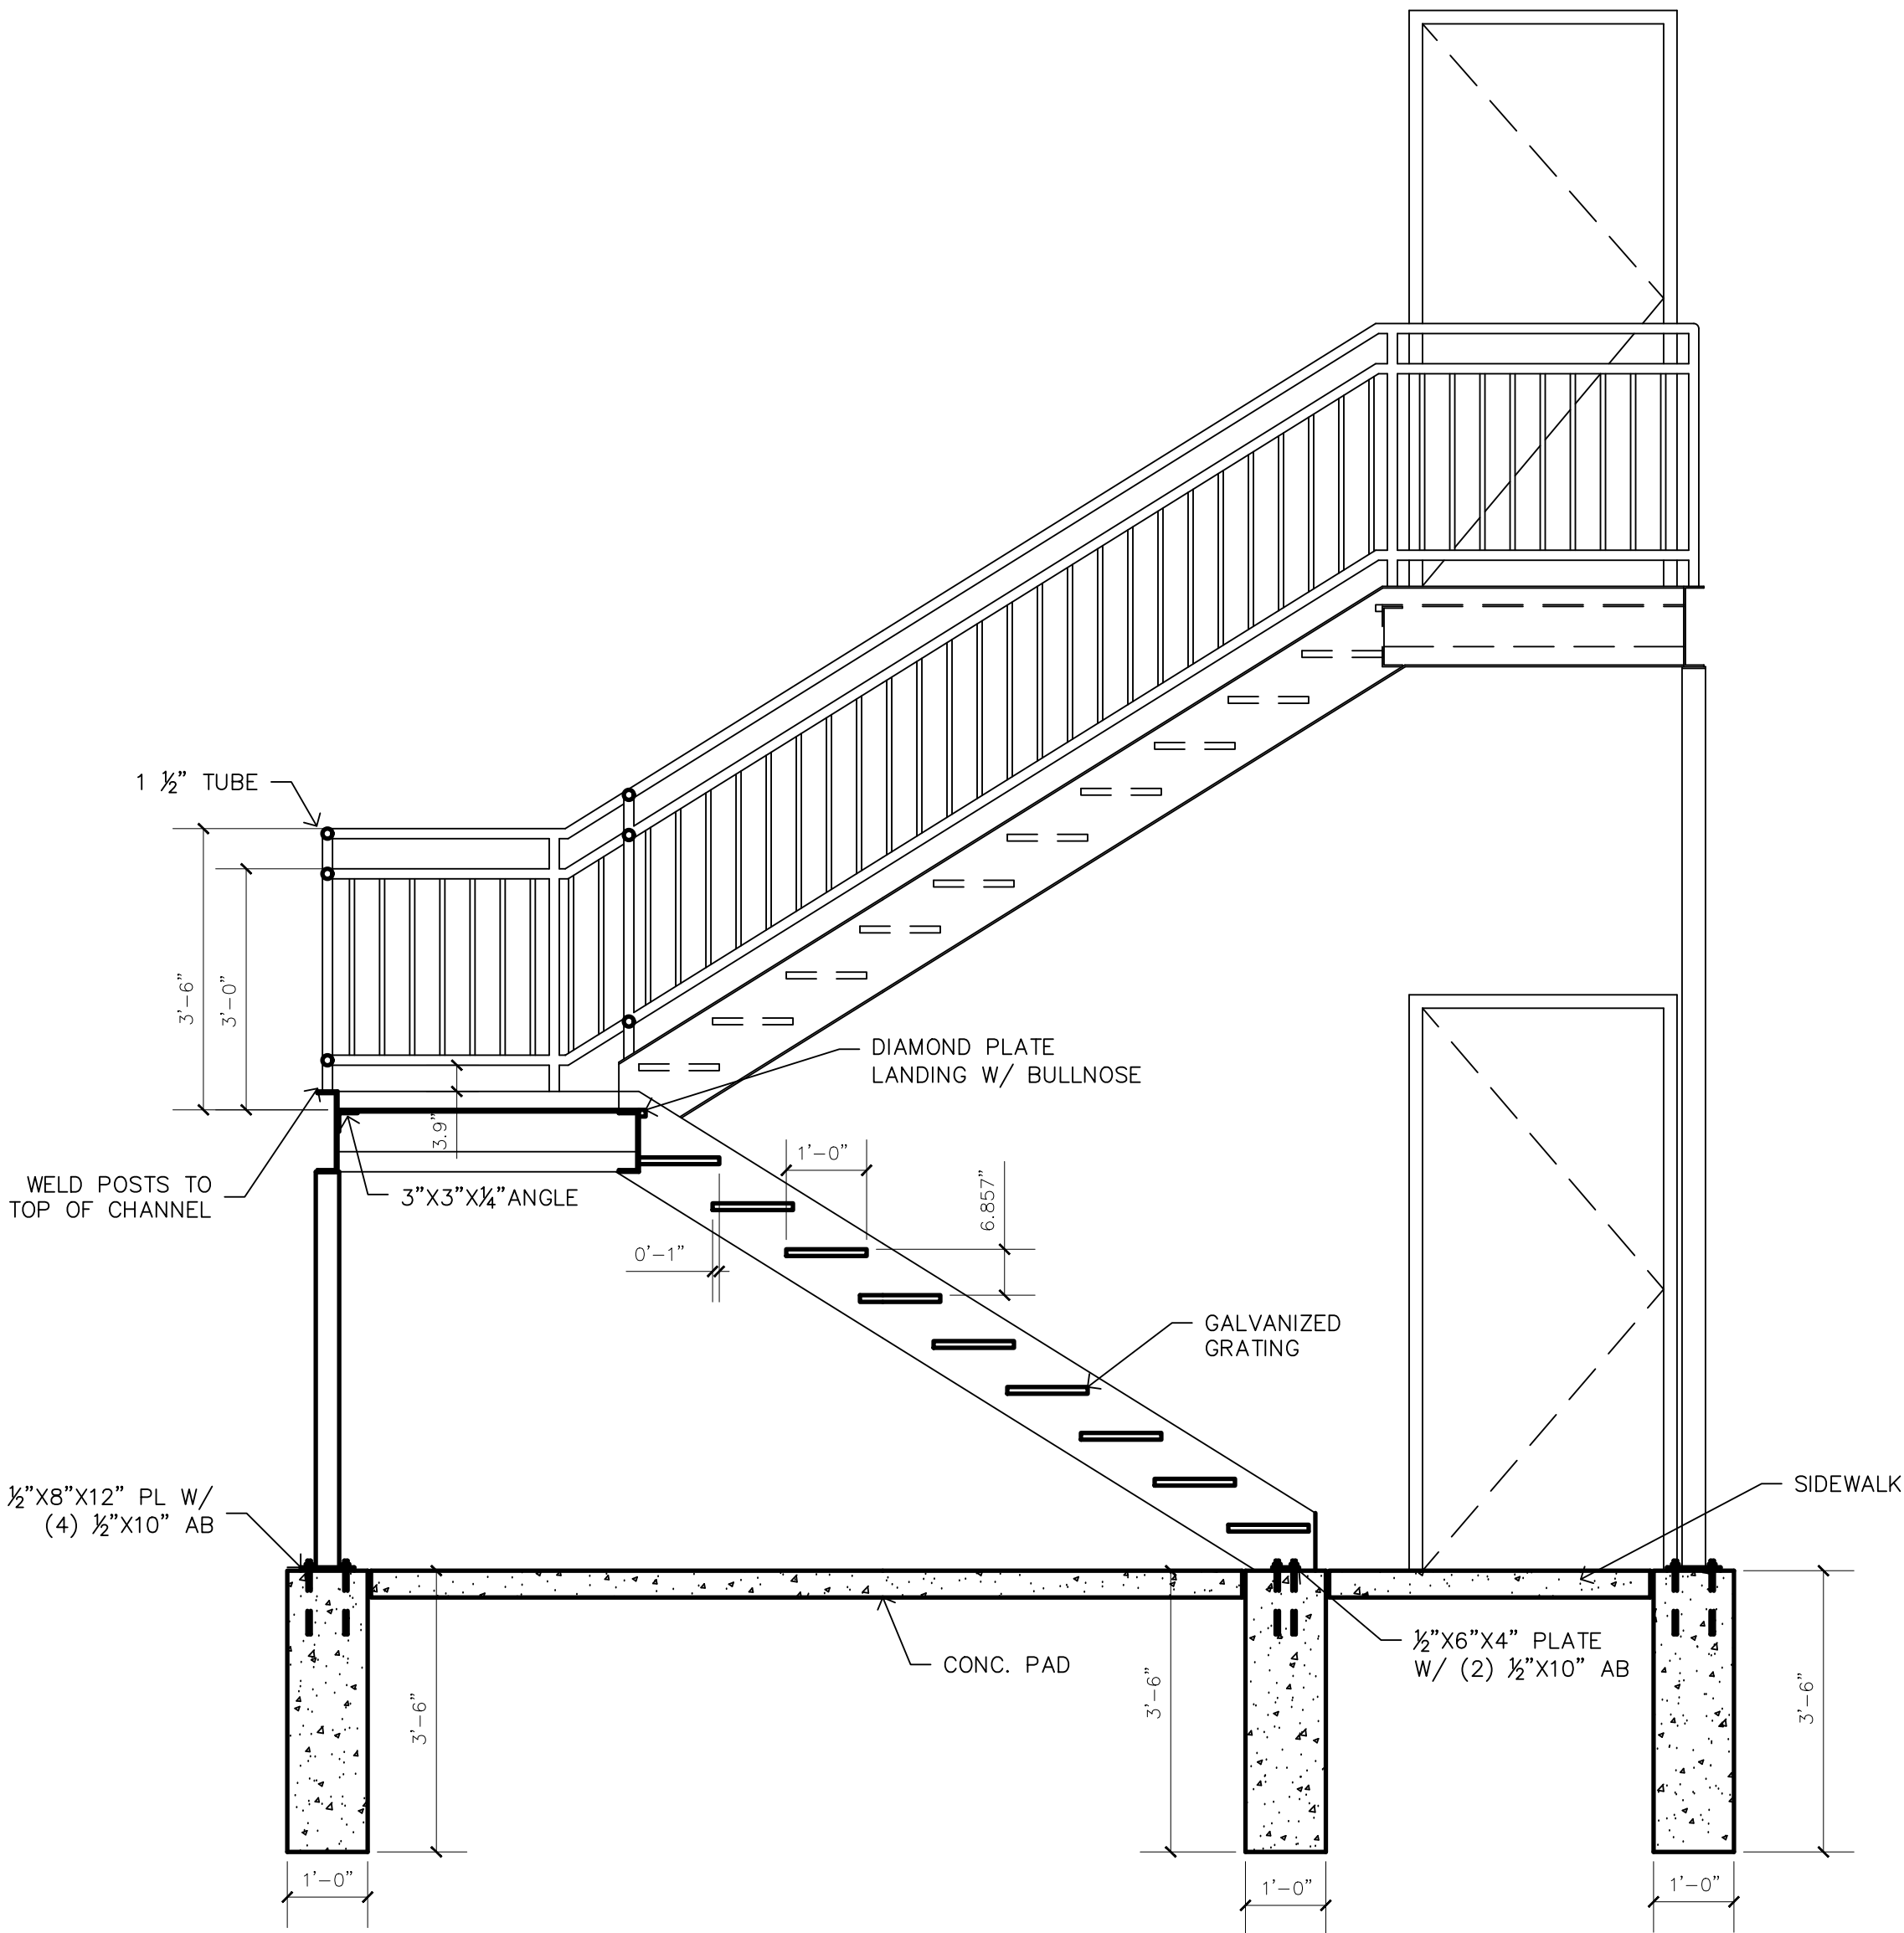 1 ½” TUBE
3’-6”
3’-0”
DIAMOND PLATE
LANDING W/ BULLNOSE
3.9”
1’-0”
WELD POSTS TO
TOP OF CHANNEL
3”X3”X¼”ANGLE
6.857”
0’-1”
GALVANIZED
GRATING
½”X8”X12” PL W/
(4) ½”X10” AB
SIDEWALK
CONC. PAD
½”X6”X4” PLATE
W/ (2) ½”X10” AB
3’-6”
3’-6”
3’-6”
1’-0”
1’-0”
1’-0”